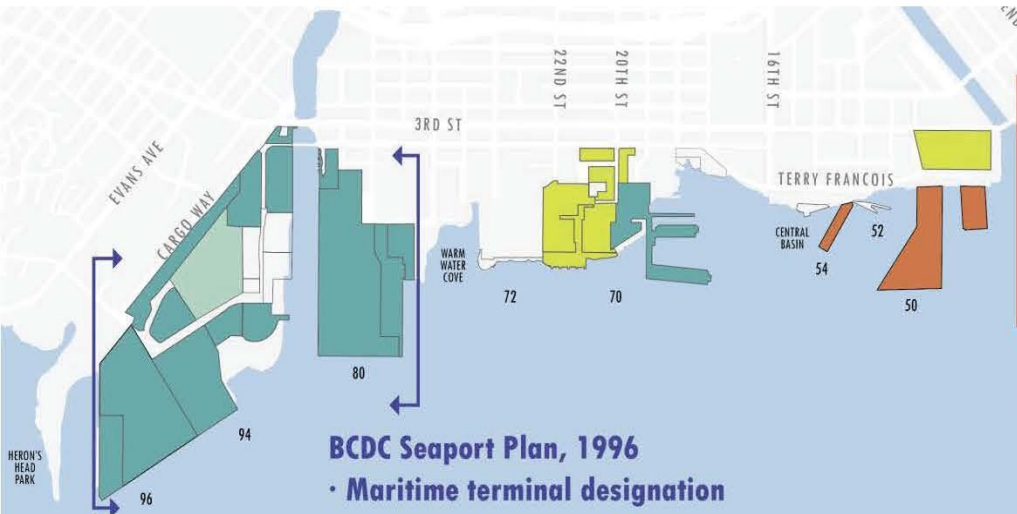 22ND ST
20TH ST
16TH ST
3RD ST
EVANS AVE
CARGO WAY
TERRY FRANCOIS
WARM
WATER
COVE
CENTRAL
BASIN
52
54
50
72
70
80
94
96
HERON'S
HEAD
PARK
BCDC Seaport Plan, 1996
· Maritime terminal designation